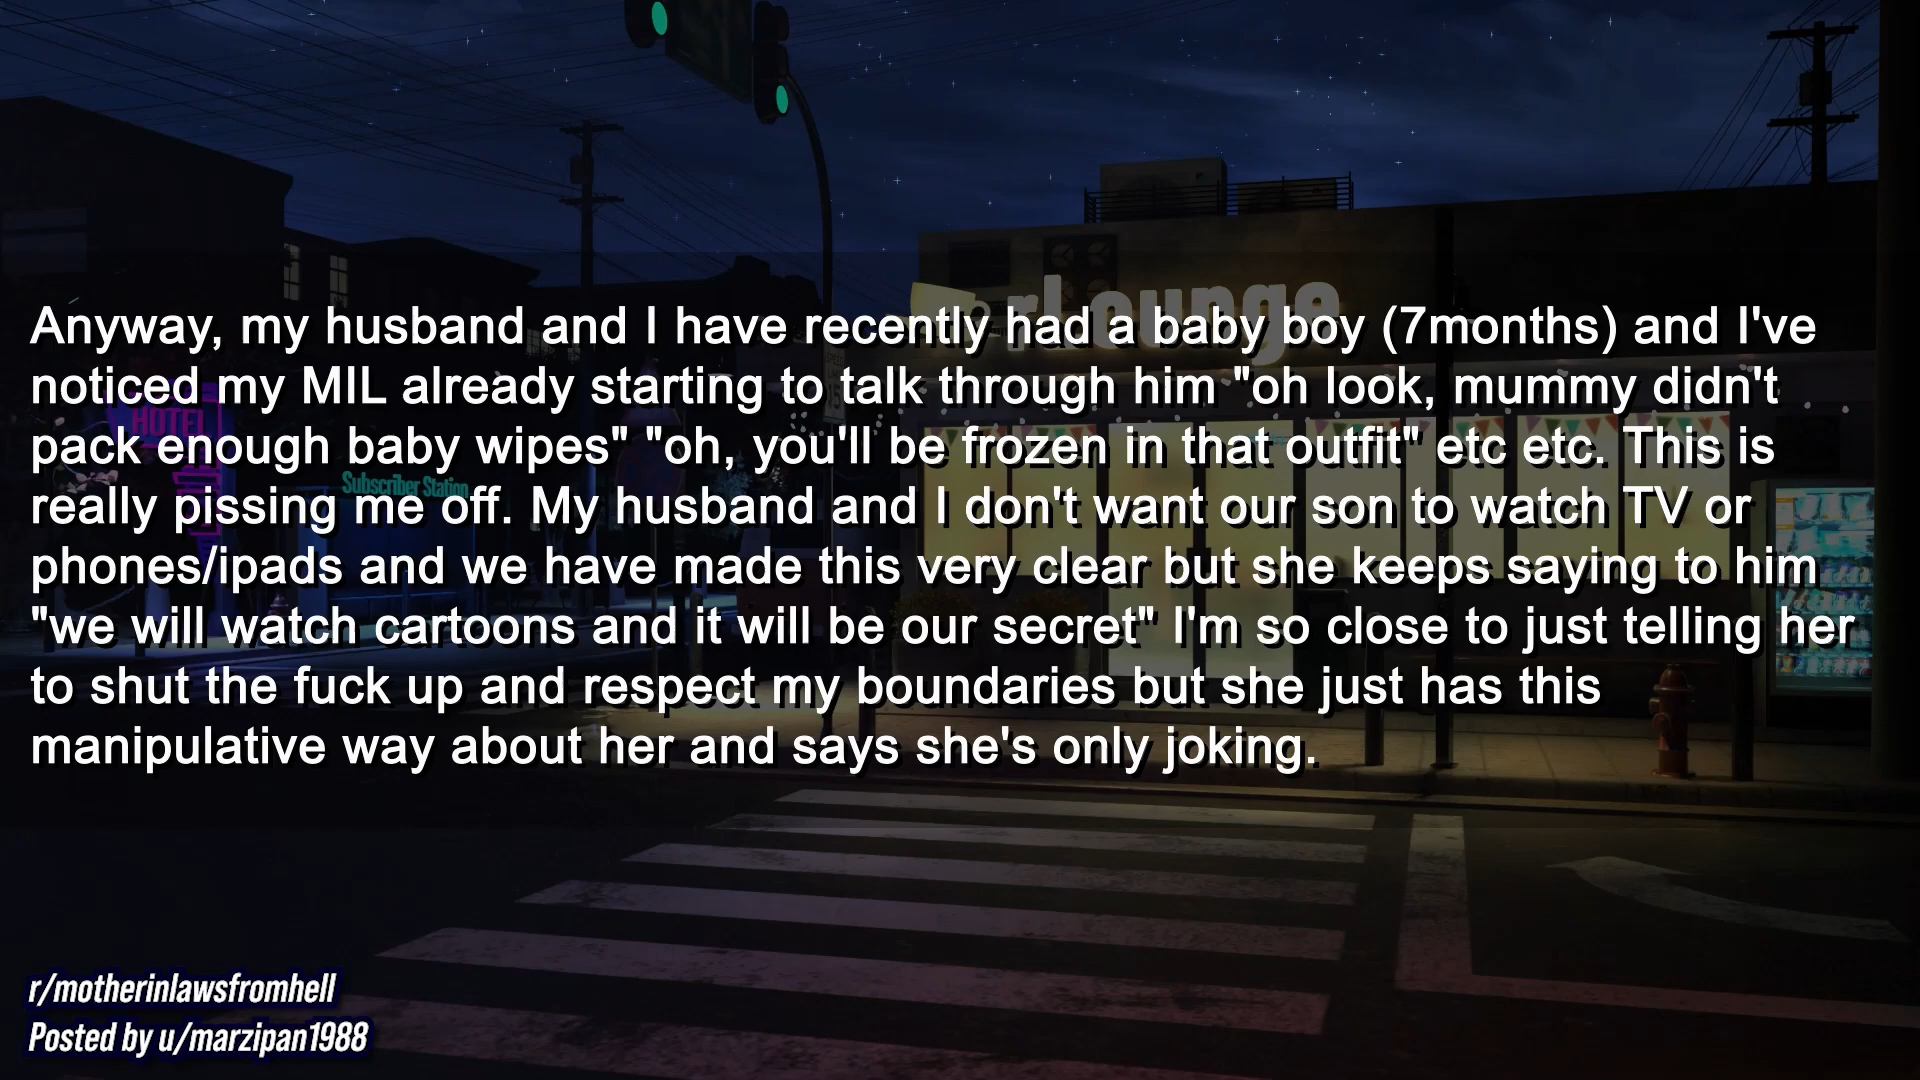 rLounge
Anyway, my husband and I have recently had a baby boy (7months) and I've
noticed my MIL already starting to talk through him "oh look, mummy didn't
HOTEL
pack enough baby wipes" "oh, you'll be frozen in that outfit" etc etc. This is
Subscriber Station
really pissing me off. My husband and I don't want our son to watch TV or
phones/ipads and we have made this very clear but she keeps saying to him
"we will watch cartoons and it will be our secret" I'm so close to just telling her
to shut the fuck up and respect my boundaries but she just has this
manipulative way about her and says she's only joking.
r/motherinlawsfromhell
Posted by u/marzipan1988